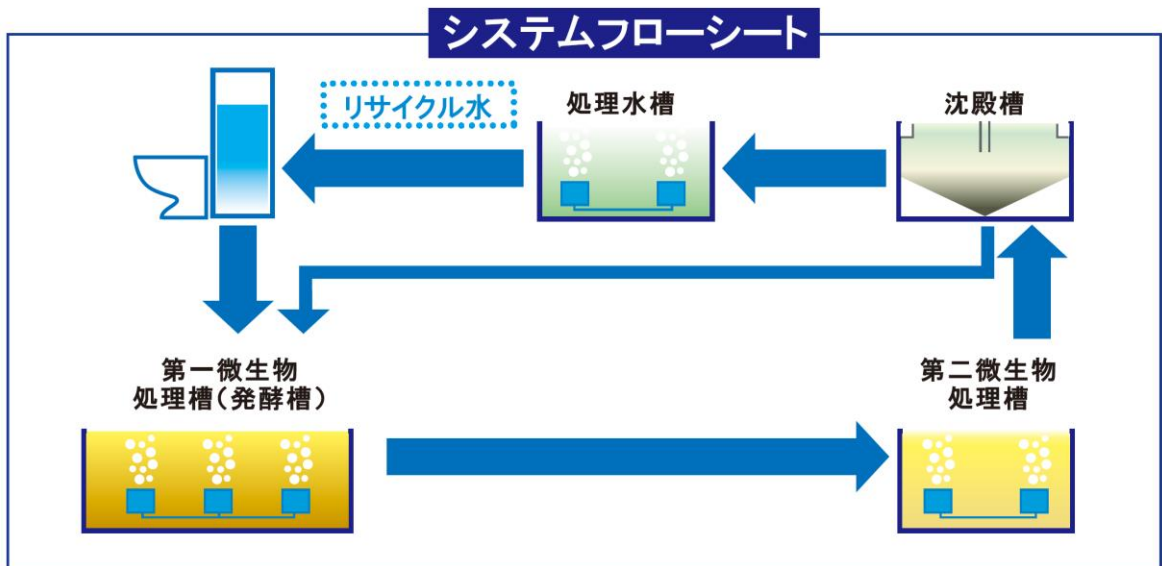 システムフローシート
リサイクル水
処理水槽
沈殿槽
第一微生物
処理槽(発酵槽)
第二微生物
処理槽